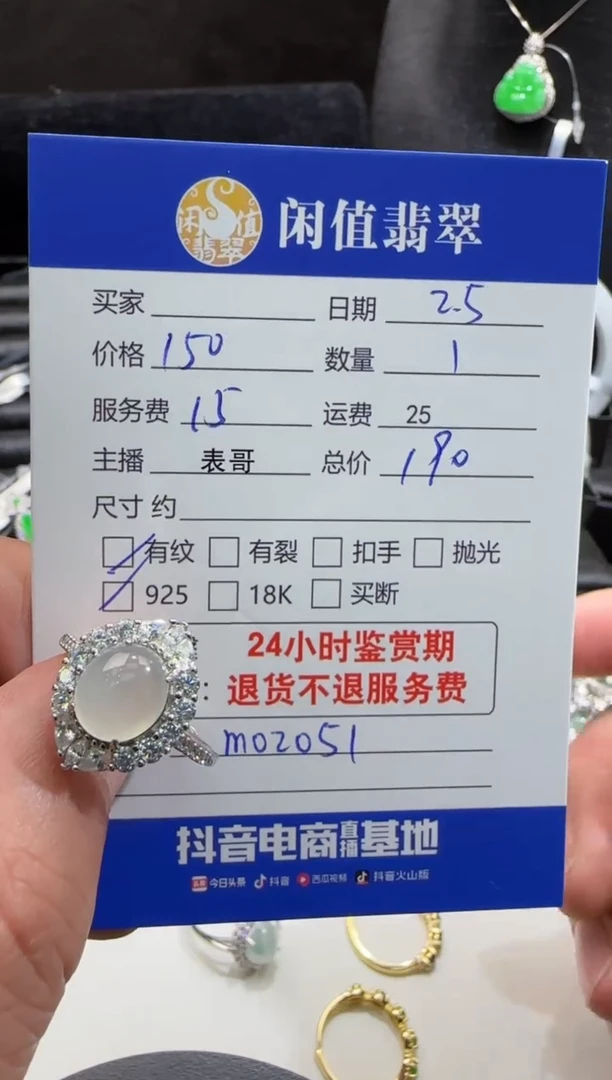 闲值翡翠
闲值翡翠
买家 日期 2.5
价格 150 数量 1
服务费 15 运费 25
主播 表哥 总价 190
尺寸 约
有纹 有裂 扣手 抛光
925 18K 买断
24小时鉴赏期
: 退货不退服务费
m02051
抖音电商直播基地
头条 今日头条 抖音 西瓜视频 抖音火山版